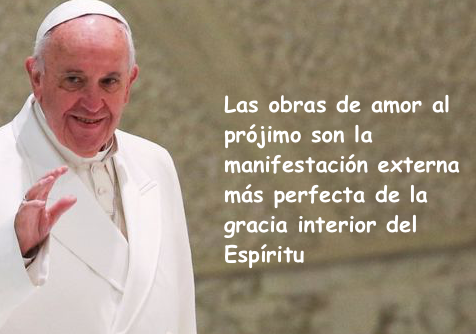 Las obras de amor al
prójimo son la
manifestación externa
más perfecta de la
gracia interior del
Espíritu